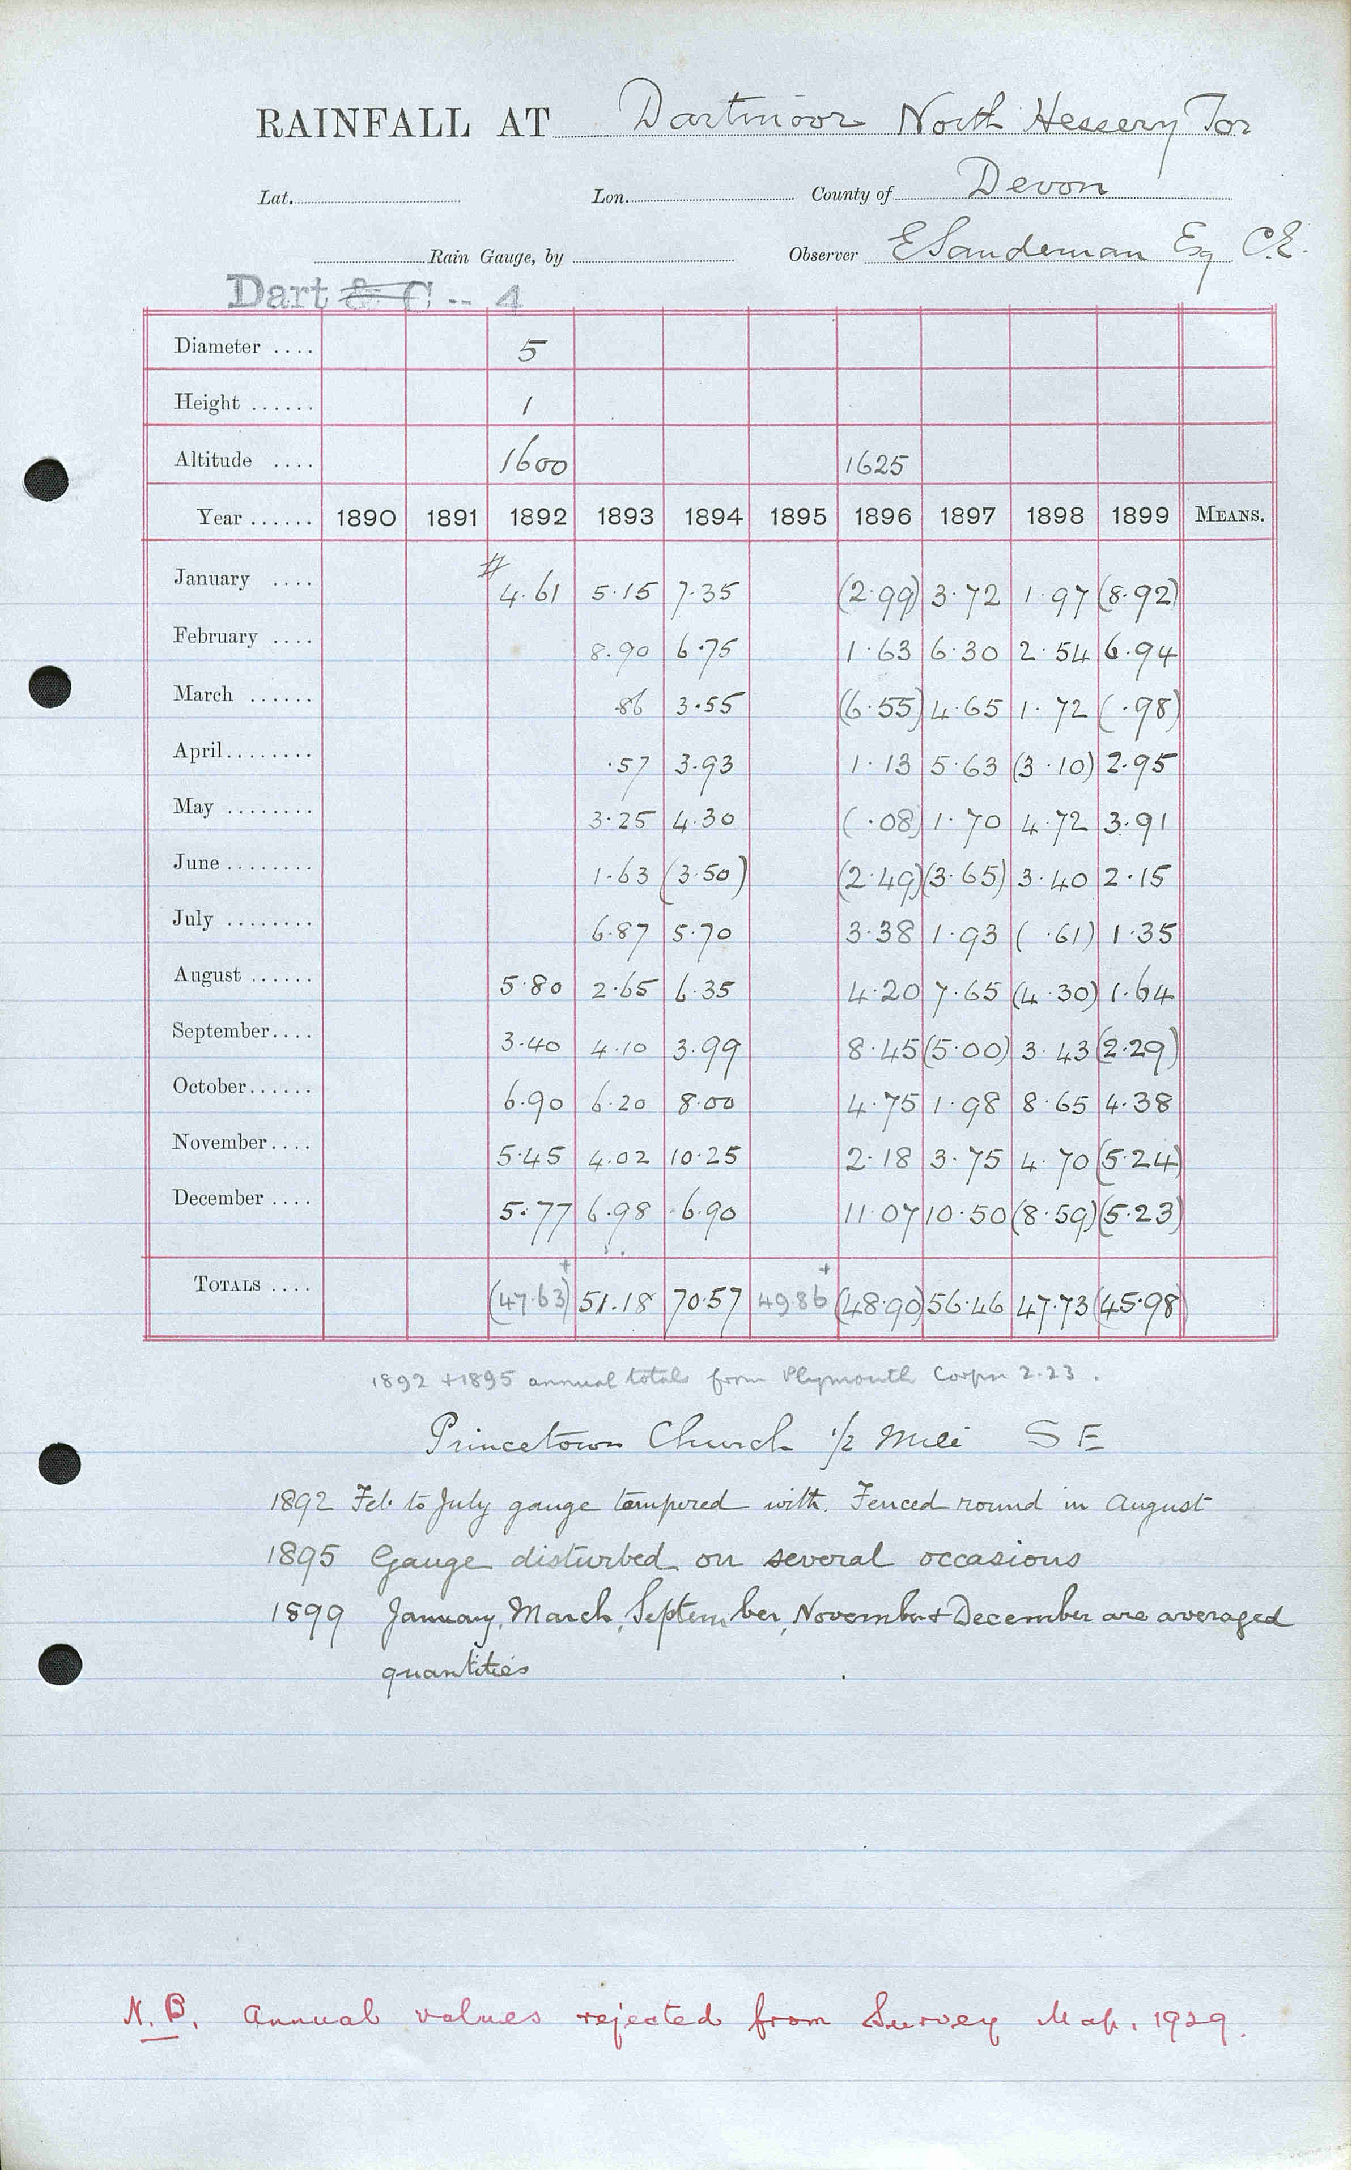 RAINFALL AT Dartmoor North Hessery Tor
Lat. Lon. County of Devon
Rain Gauge, by Observer E Sandeman Esq C.E.
Dart & C -- 4
Diameter .... 5
Height ...... 1
Altitude .... 1600 1625
Year ...... 1890 1891 1892 1893 1894 1895 1896 1897 1898 1899 MEANS.
#
January .... 4.61 5.15 7.35 (2.99) 3.72 1.97 (8.92)
February .... 8.90 6.75 1.63 6.30 2.54 6.94
March ...... .86 3.55 (6.55) 4.65 1.72 (.98)
April ........ .57 3.93 1.13 5.63 (3.10) 2.95
May ........ 3.25 4.30 (.08) 1.70 4.72 3.91
June ........ 1.63 (3.50) (2.49) (3.65) 3.40 2.15
July ........ 6.87 5.70 3.38 1.93 (.61) 1.35
August ...... 5.80 2.65 6.35 4.20 7.65 (4.30) 1.64
September .... 3.40 4.10 3.99 8.45 (5.00) 3.43 (2.29)
October ...... 6.90 6.20 8.00 4.75 1.98 8.65 4.38
November .... 5.45 4.02 10.25 2.18 3.75 4.70 (5.24)
December .... 5.77 6.98 6.90 11.07 10.50 (8.59) (5.23)
+ +
TOTALS .... (47.63) 51.18 70.57 49.86 (48.90) 56.46 47.73 (45.98)
1892 + 1895 annual totals from Plymouth Corpn 2.23.
Princetown Church 1/2 Mile S E
1892 Feb. to July gauge tampered with. Fenced round in August
1895 Gauge disturbed on several occasions
1899 January, March, September, November & December are averaged
quantities
N.B. Annual values rejected from Survey Map, 1929.